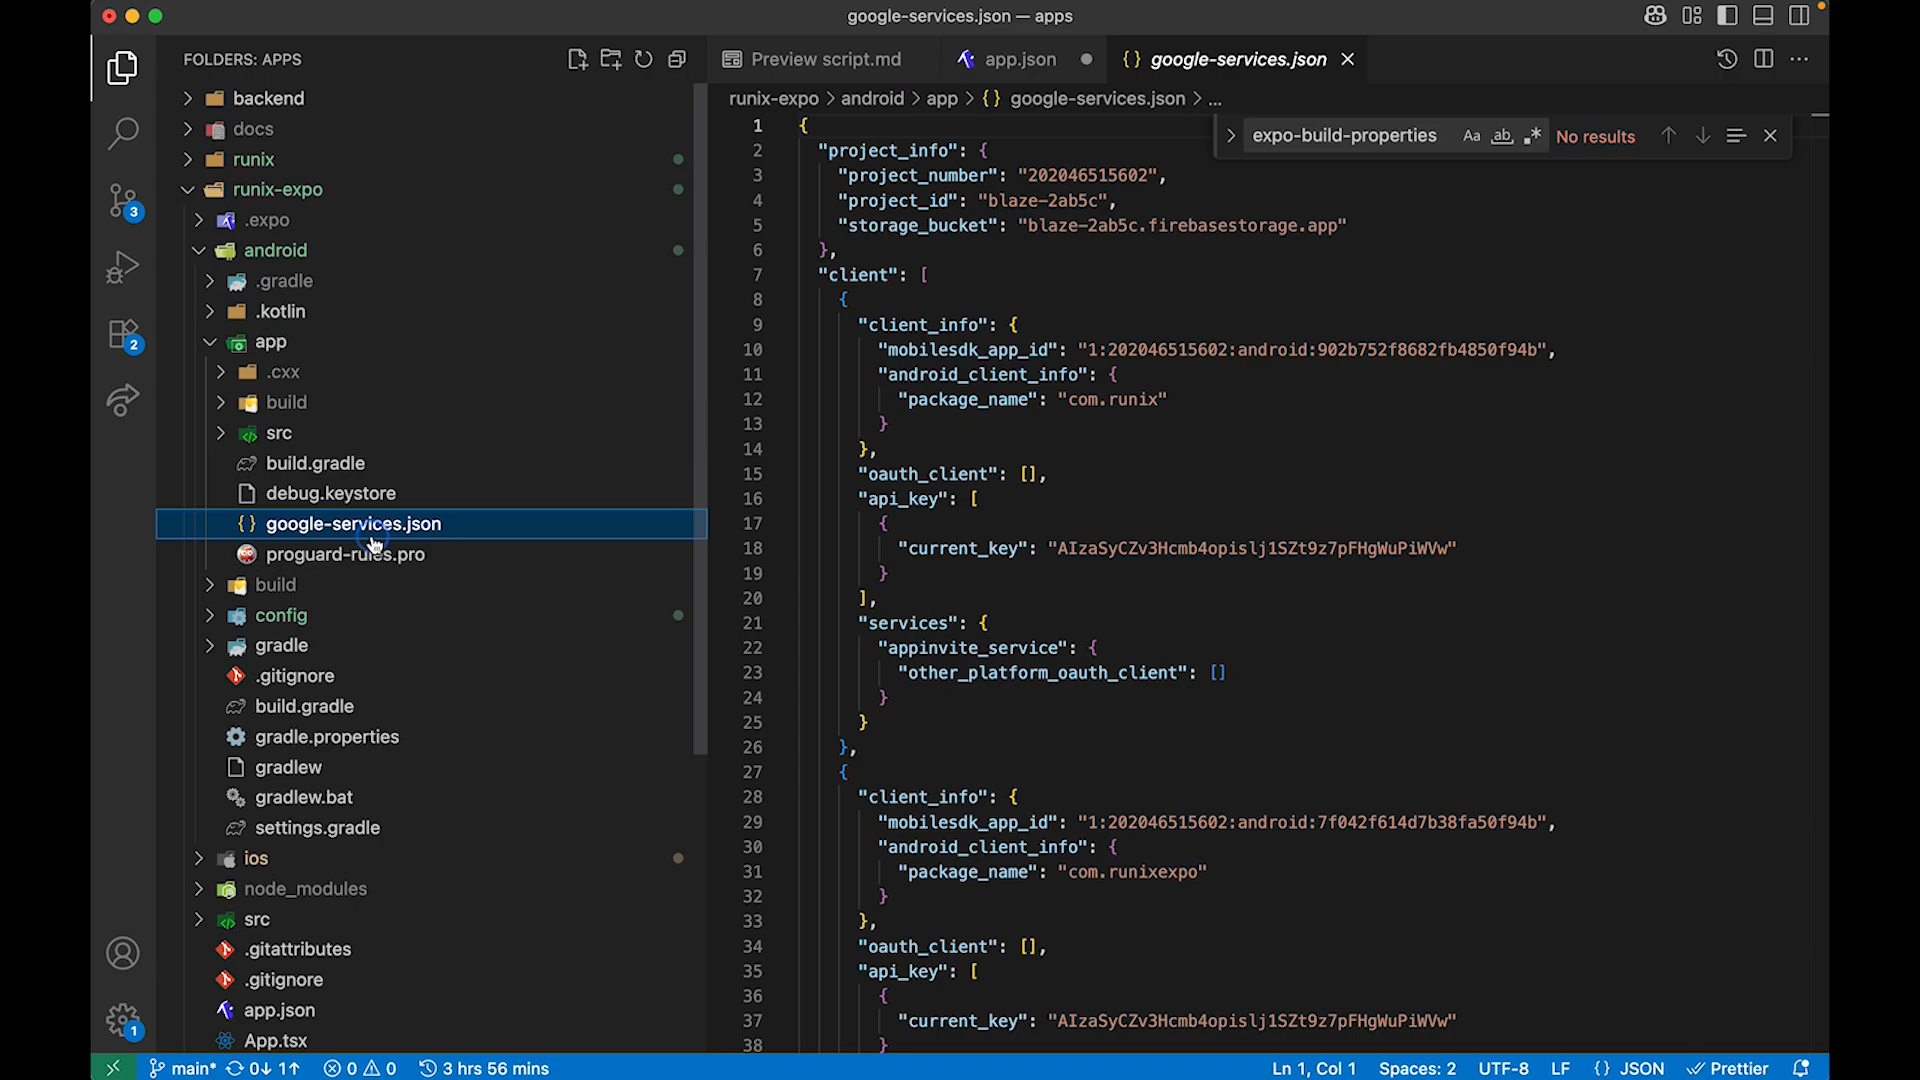 google-services.json — apps
FOLDERS: APPS
backend
docs
runix
runix-expo
.expo
android
.gradle
.kotlin
app
.cxx
build
src
build.gradle
debug.keystore
google-services.json
proguard-rules.pro
build
config
gradle
.gitignore
build.gradle
gradle.properties
gradlew
gradlew.bat
settings.gradle
ios
node_modules
src
.gitattributes
.gitignore
app.json
App.tsx
3
2
1
Preview script.md
app.json
{} google-services.json
runix-expo > android > app > {} google-services.json > ...
expo-build-properties Aa ab .* No results
1 {
2 "project_info": {
3 "project_number": "202046515602",
4 "project_id": "blaze-2ab5c",
5 "storage_bucket": "blaze-2ab5c.firebasestorage.app"
6 },
7 "client": [
8 {
9 "client_info": {
10 "mobilesdk_app_id": "1:202046515602:android:902b752f8682fb4850f94b",
11 "android_client_info": {
12 "package_name": "com.runix"
13 }
14 },
15 "oauth_client": [],
16 "api_key": [
17 {
18 "current_key": "AIzaSyCZv3Hcmb4opislj1SZt9z7pFHgWuPiWVw"
19 }
20 ],
21 "services": {
22 "appinvite_service": {
23 "other_platform_oauth_client": []
24 }
25 }
26 },
27 {
28 "client_info": {
29 "mobilesdk_app_id": "1:202046515602:android:7f042f614d7b38fa50f94b",
30 "android_client_info": {
31 "package_name": "com.runixexpo"
32 }
33 },
34 "oauth_client": [],
35 "api_key": [
36 {
37 "current_key": "AIzaSyCZv3Hcmb4opislj1SZt9z7pFHgWuPiWVw"
38 }
main* 0↓ 1↑ 0 0 3 hrs 56 mins
Ln 1, Col 1 Spaces: 2 UTF-8 LF {} JSON Prettier